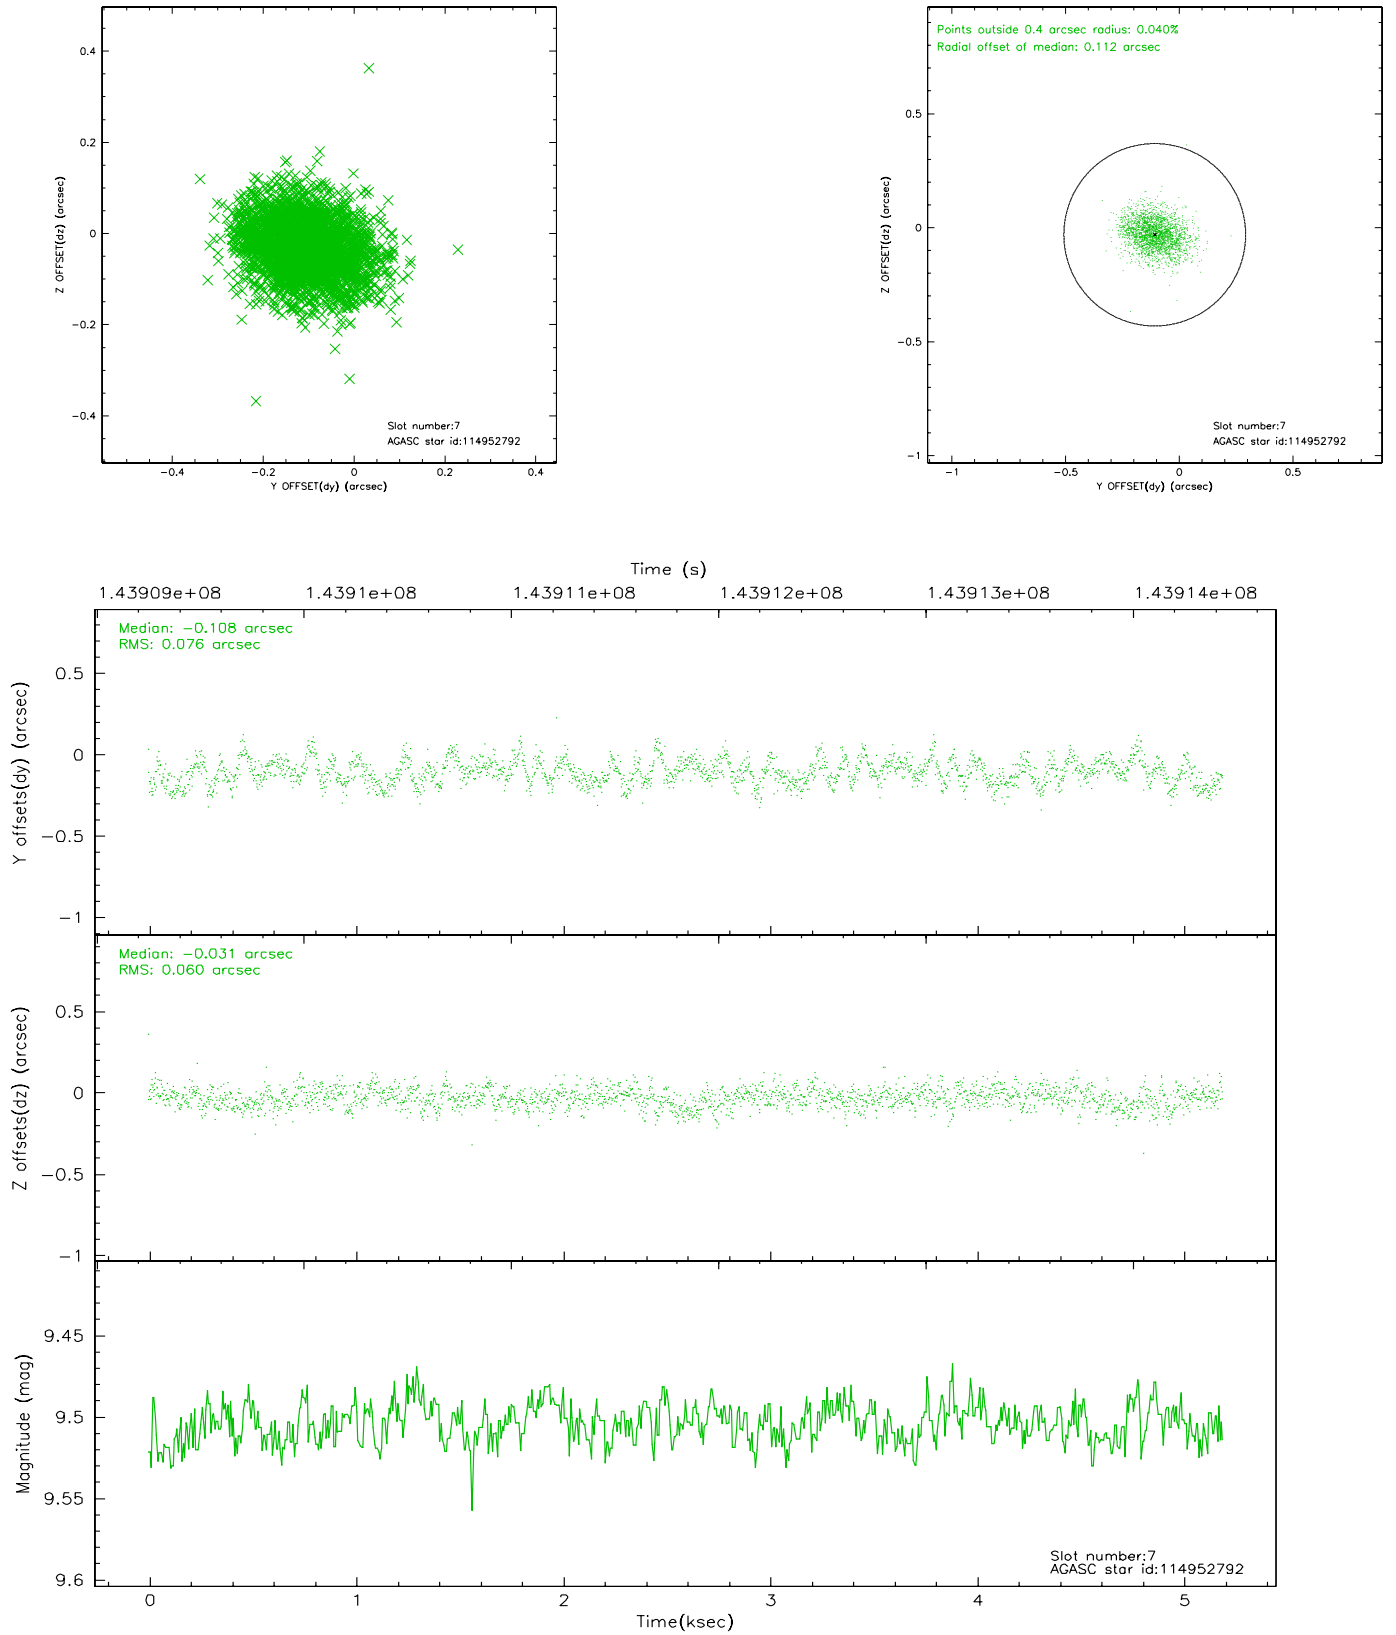 0.4
0.2
0
−0.2
−0.4
Z OFFSET(dz) (arcsec)
Slot number:7
AGASC star id:114952792
−0.4 −0.2 0 0.2 0.4
Y OFFSET(dy) (arcsec)
Points outside 0.4 arcsec radius: 0.040%
Radial offset of median: 0.112 arcsec
0.5
0
−0.5
−1
Z OFFSET(dz) (arcsec)
Slot number:7
AGASC star id:114952792
−1 −0.5 0 0.5
Y OFFSET(dy) (arcsec)
Time (s)
1.43909e+08 1.4391e+08 1.43911e+08 1.43912e+08 1.43913e+08 1.43914e+08
Median: −0.108 arcsec
RMS: 0.076 arcsec
0.5
0
−0.5
−1
Y offsets(dy) (arcsec)
Median: −0.031 arcsec
RMS: 0.060 arcsec
0.5
0
−0.5
−1
Z offsets(dz) (arcsec)
9.45
9.5
9.55
9.6
Magnitude (mag)
Slot number:7
AGASC star id:114952792
0 1 2 3 4 5
Time(ksec)